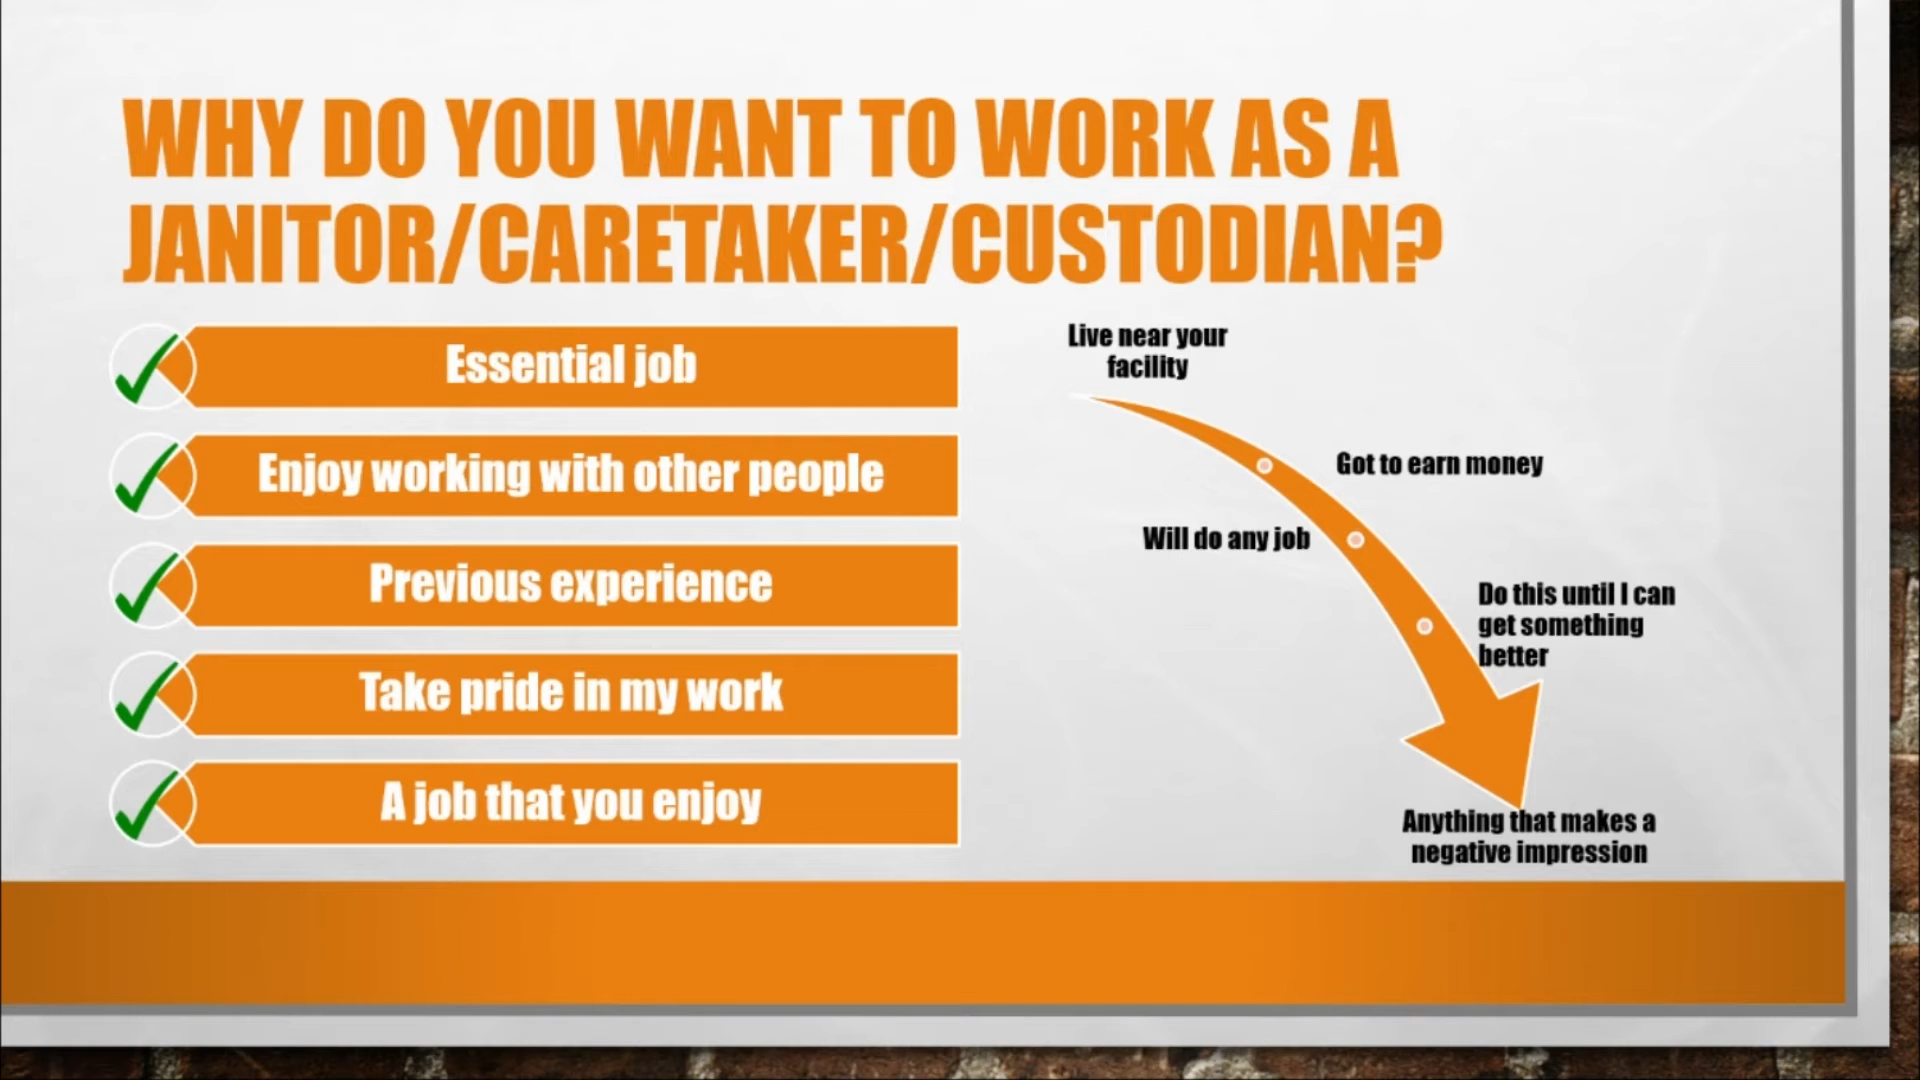 WHY DO YOU WANT TO WORK AS A
JANITOR/CARETAKER/CUSTODIAN?
Essential job
Enjoy working with other people
Previous experience
Take pride in my work
A job that you enjoy
Live near your
facility
Got to earn money
Will do any job
Do this until I can
get something
better
Anything that makes a
negative impression